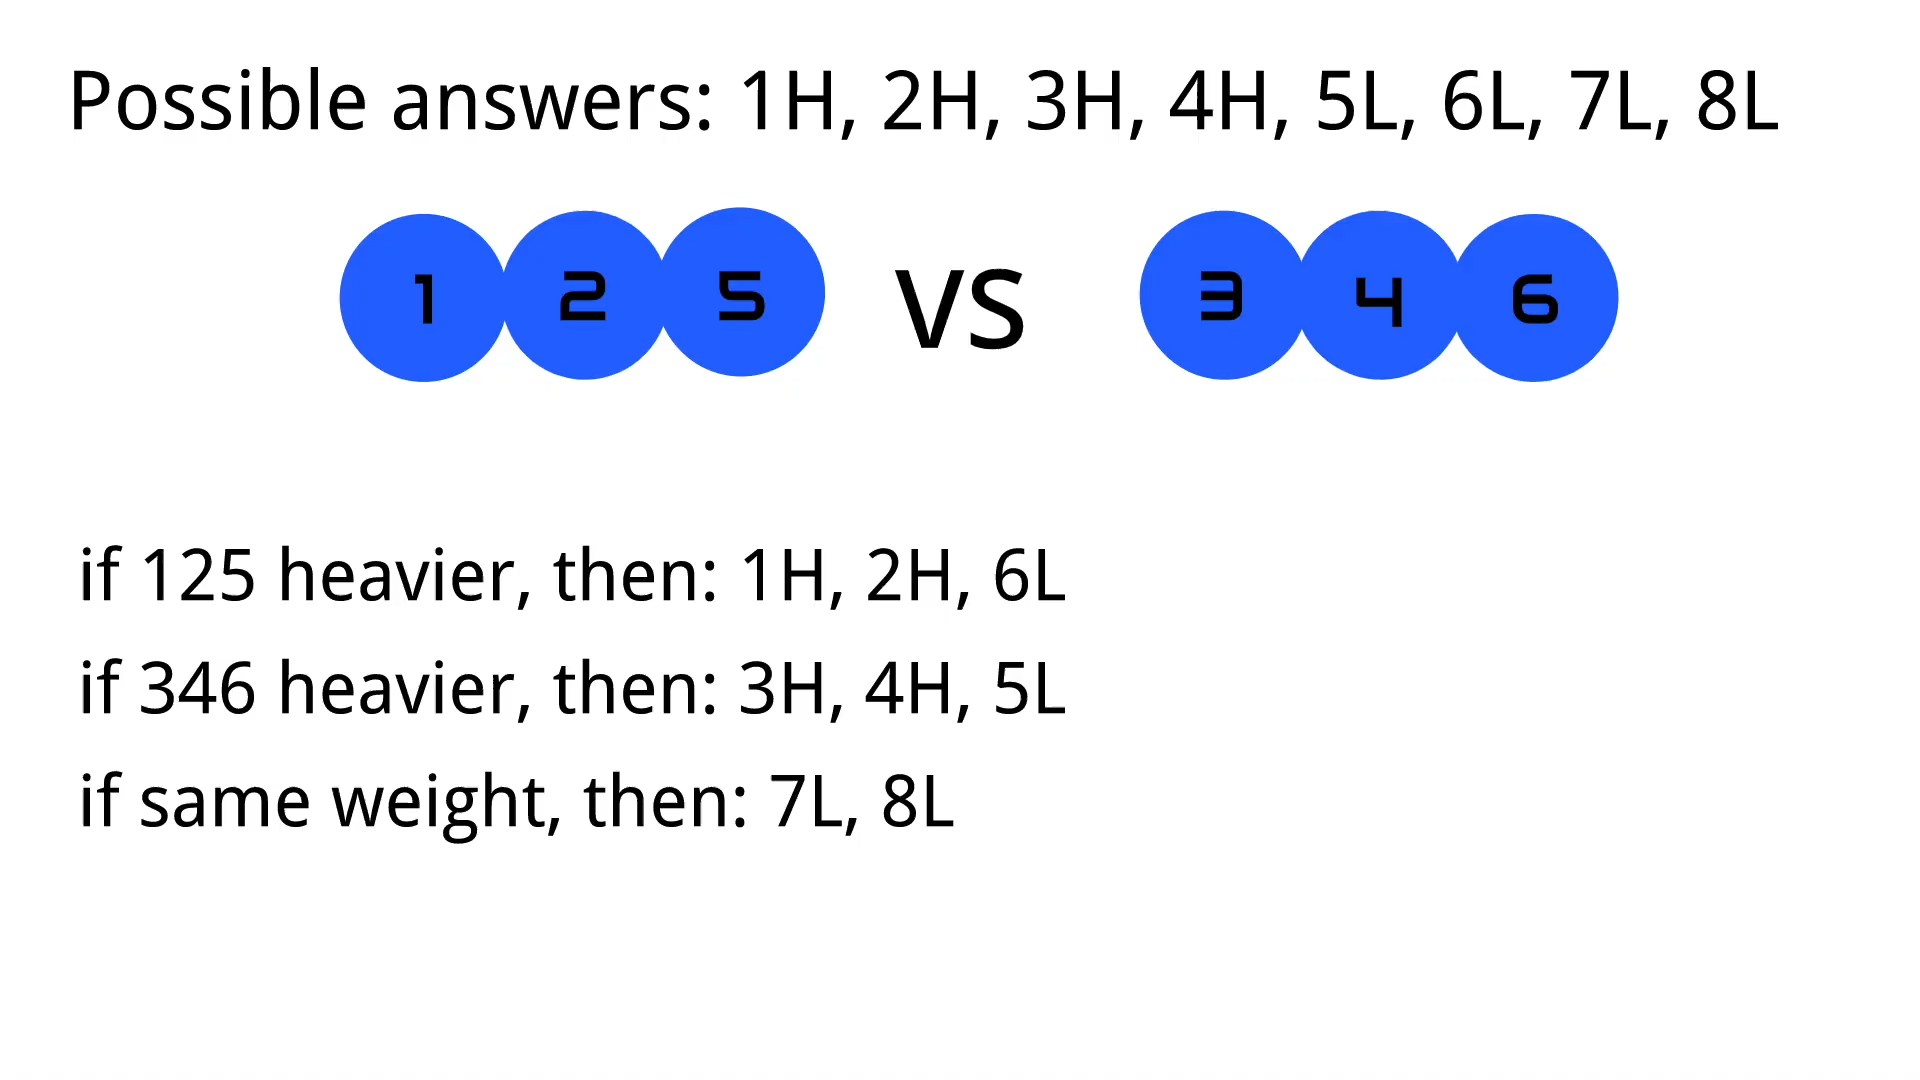 Possible answers: 1H, 2H, 3H, 4H, 5L, 6L, 7L, 8L
1 2 5 vs 3 4 6
if 125 heavier, then: 1H, 2H, 6L
if 346 heavier, then: 3H, 4H, 5L
if same weight, then: 7L, 8L